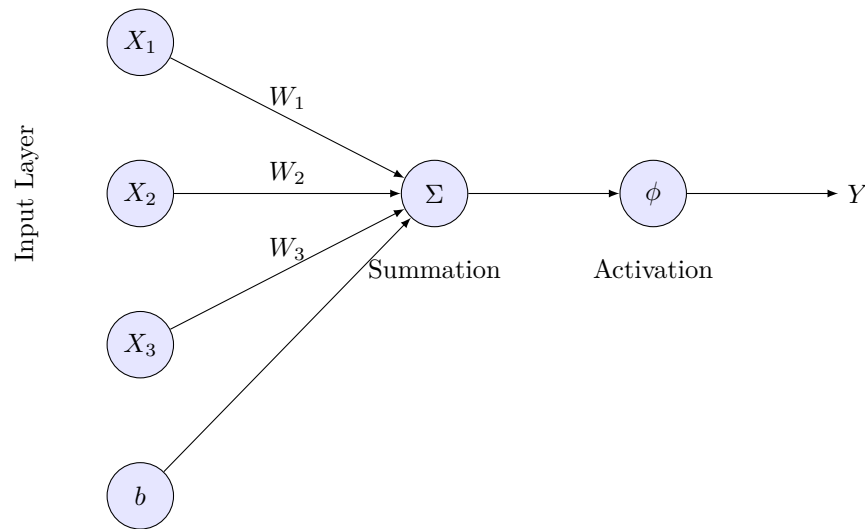 X₁
W₁
Input Layer
X₂
W₂
Σ
ϕ
Y
W₃
Summation
Activation
X₃
b